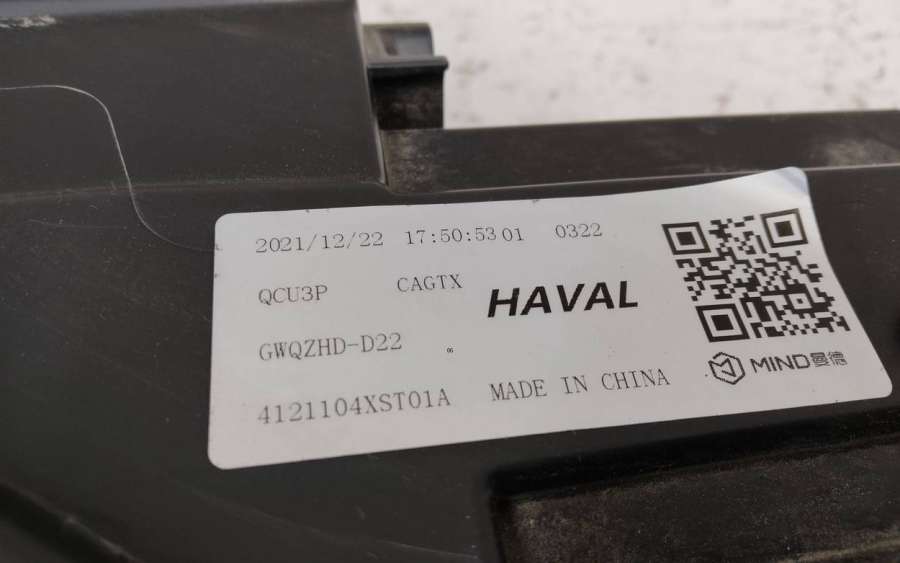 2021/12/22 17:50:53 01 0322
QCU3P CAGTX
HAVAL
GWQZHD-D22 06
4121104XST01A MADE IN CHINA
MIND曼德